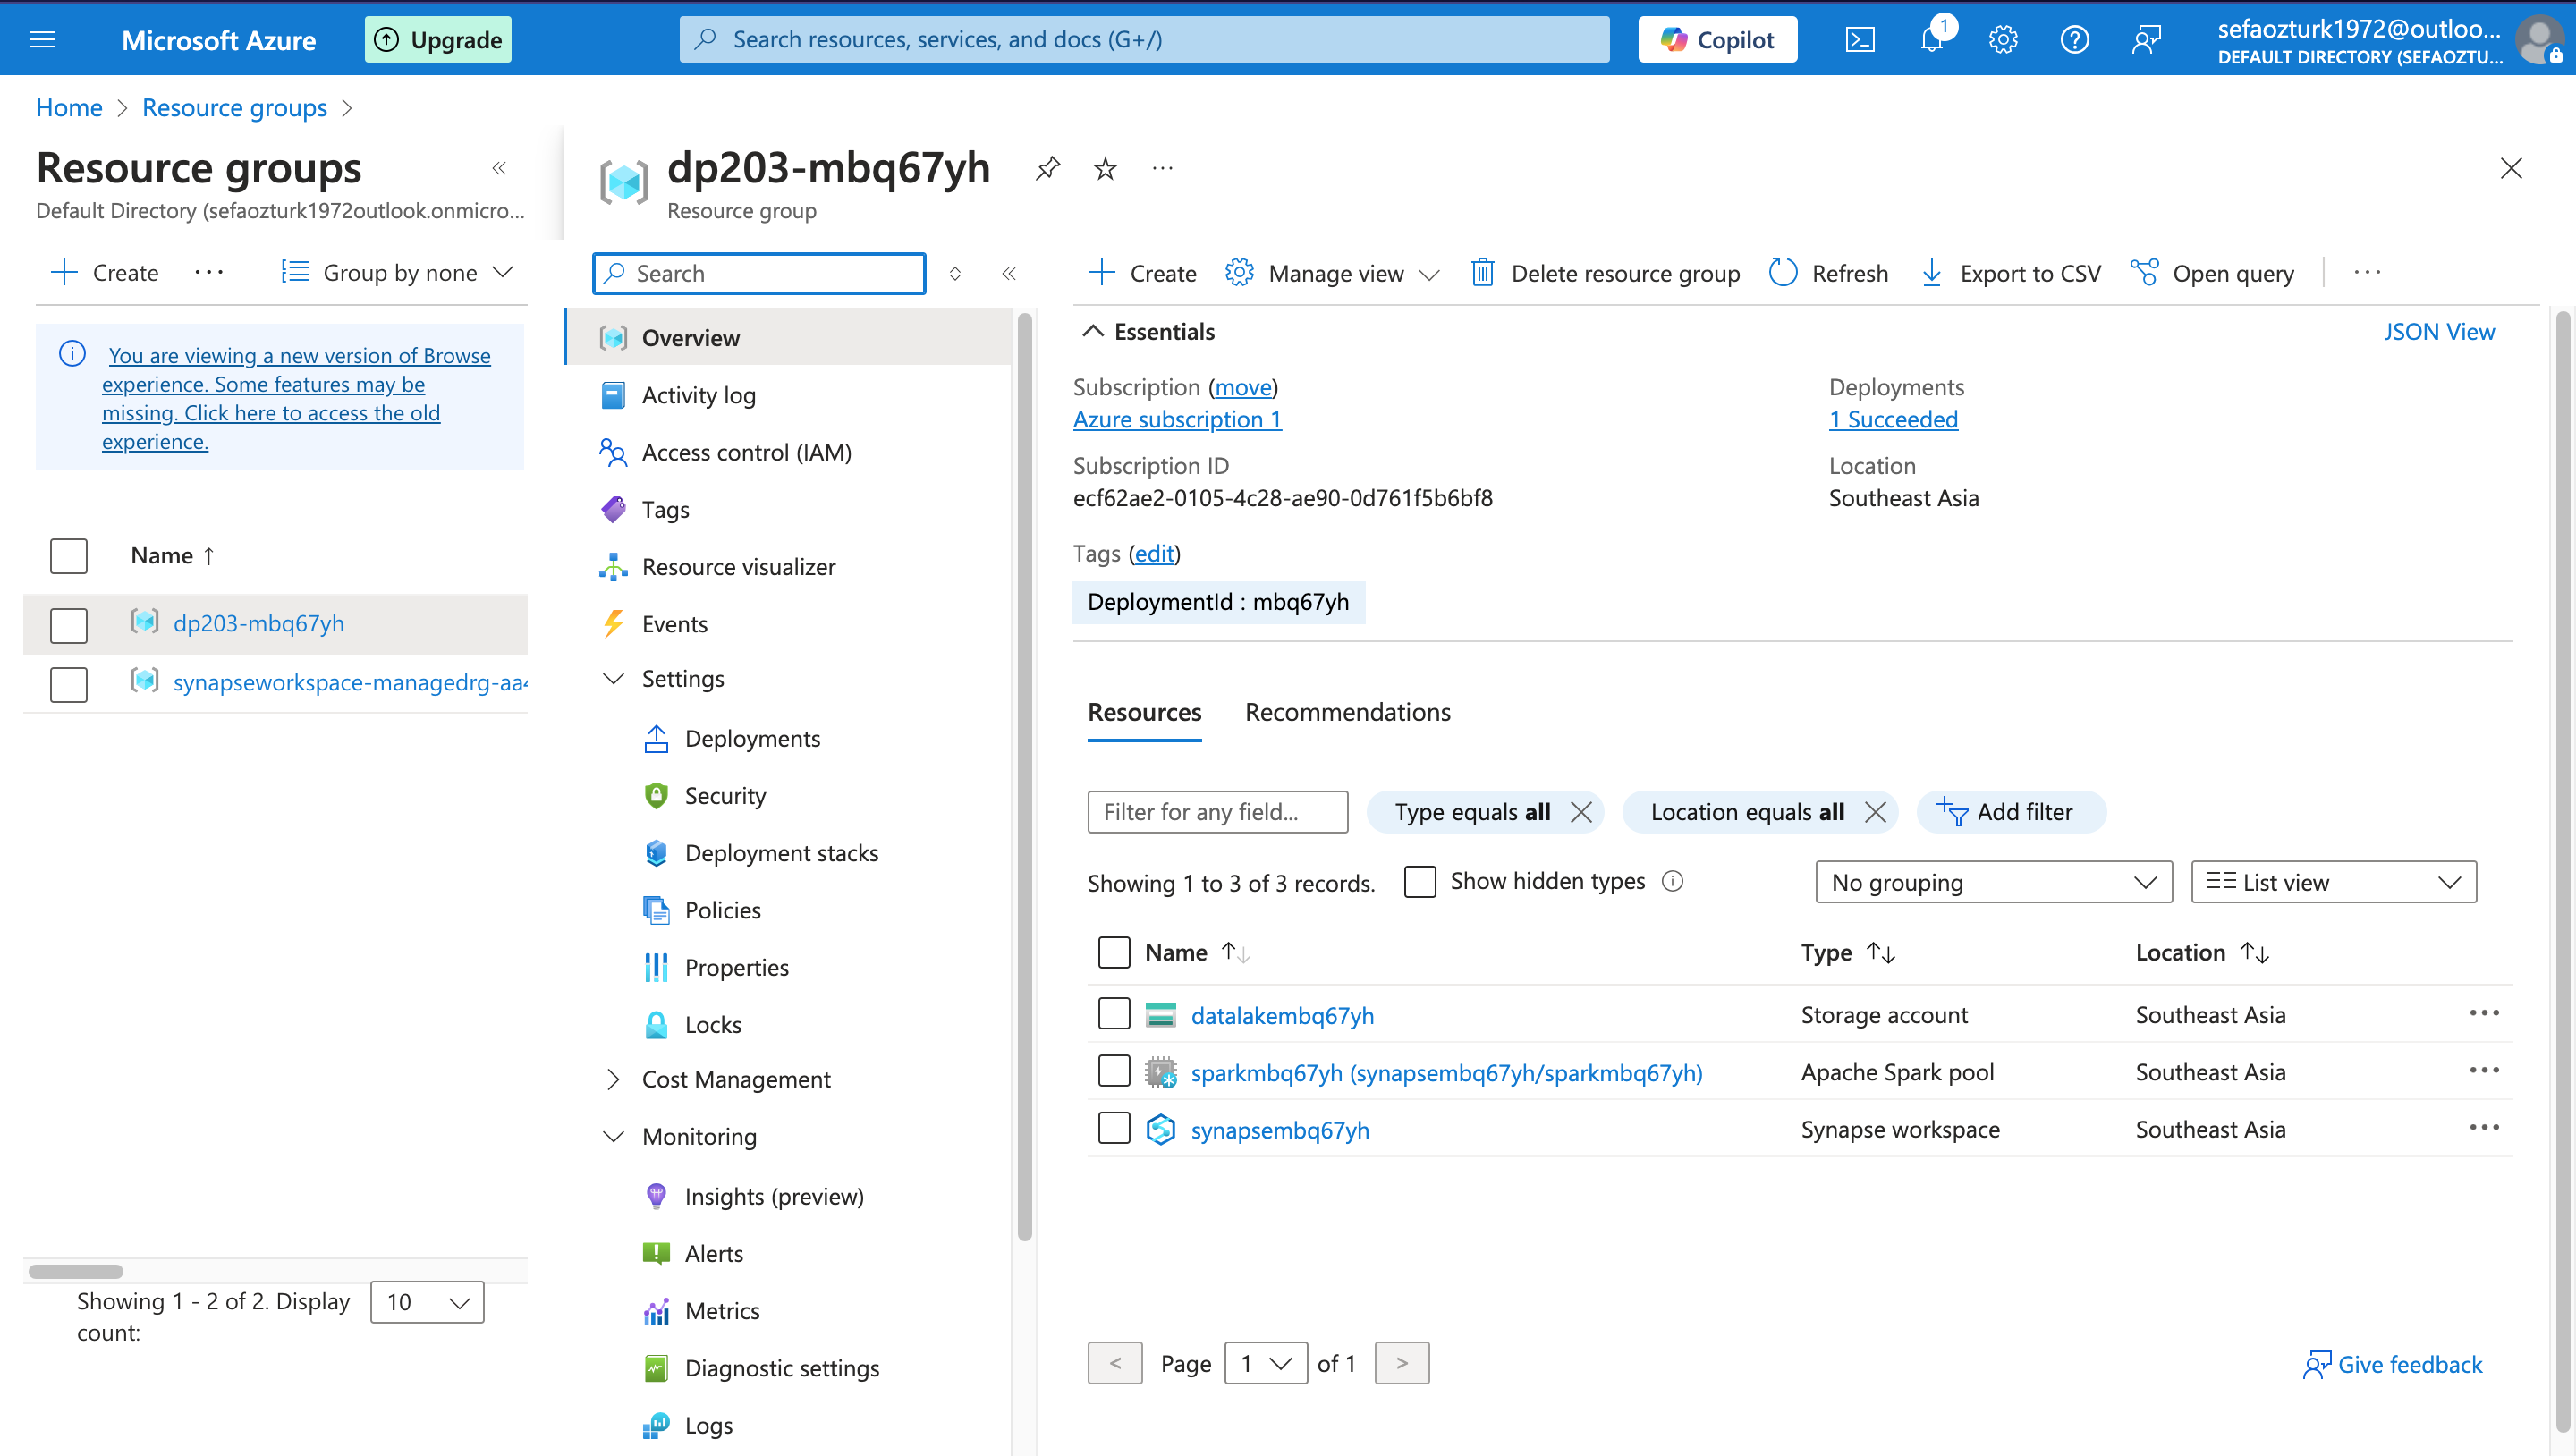 Microsoft Azure
Upgrade
Search resources, services, and docs (G+/)
Copilot
1
sefaozturk1972@outloo...
DEFAULT DIRECTORY (SEFAOZTU...
Home > Resource groups >
Resource groups
Default Directory (sefaozturk1972outlook.onmicro...
Create
Group by none
You are viewing a new version of Browse
experience. Some features may be
missing. Click here to access the old
experience.
Name ↑
dp203-mbq67yh
synapseworkspace-managedrg-aa4
Showing 1 - 2 of 2. Display
count:
10
dp203-mbq67yh
Resource group
Search
Overview
Activity log
Access control (IAM)
Tags
Resource visualizer
Events
Settings
Deployments
Security
Deployment stacks
Policies
Properties
Locks
Cost Management
Monitoring
Insights (preview)
Alerts
Metrics
Diagnostic settings
Logs
Create
Manage view
Delete resource group
Refresh
Export to CSV
Open query
Essentials
JSON View
Subscription (move)
Azure subscription 1
Subscription ID
ecf62ae2-0105-4c28-ae90-0d761f5b6bf8
Deployments
1 Succeeded
Location
Southeast Asia
Tags (edit)
DeploymentId : mbq67yh
Resources
Recommendations
Filter for any field...
Type equals all
Location equals all
Add filter
Showing 1 to 3 of 3 records.
Show hidden types
No grouping
List view
Name ↑↓ Type ↑↓ Location ↑↓
datalakembq67yh Storage account Southeast Asia
sparkmbq67yh (synapsembq67yh/sparkmbq67yh) Apache Spark pool Southeast Asia
synapsembq67yh Synapse workspace Southeast Asia
< Page 1 of 1 >
Give feedback